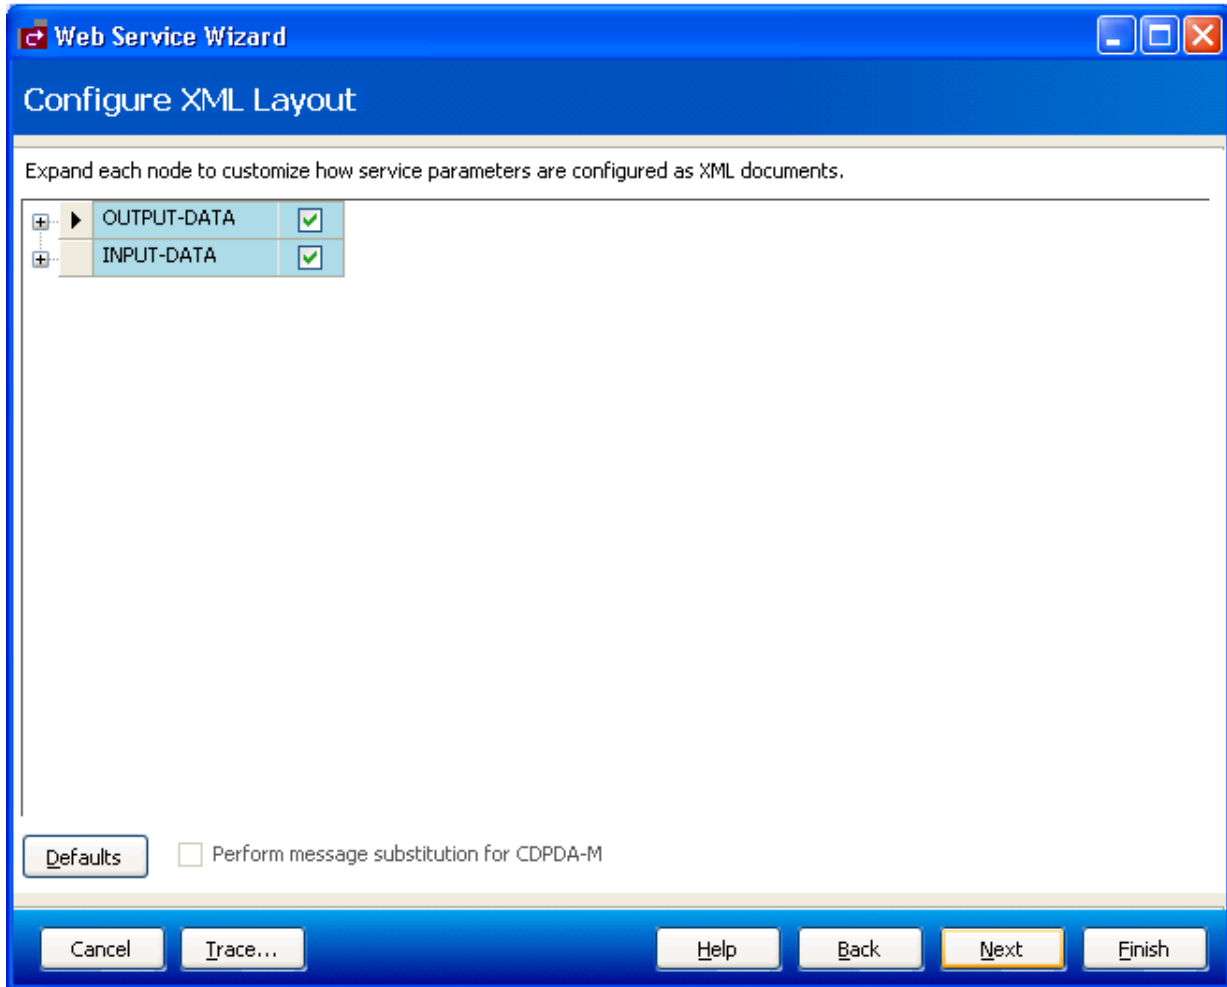 Web Service Wizard
Configure XML Layout
Expand each node to customize how service parameters are configured as XML documents.
OUTPUT-DATA
INPUT-DATA
Defaults Perform message substitution for CDPDA-M
Cancel Trace... Help Back Next Finish